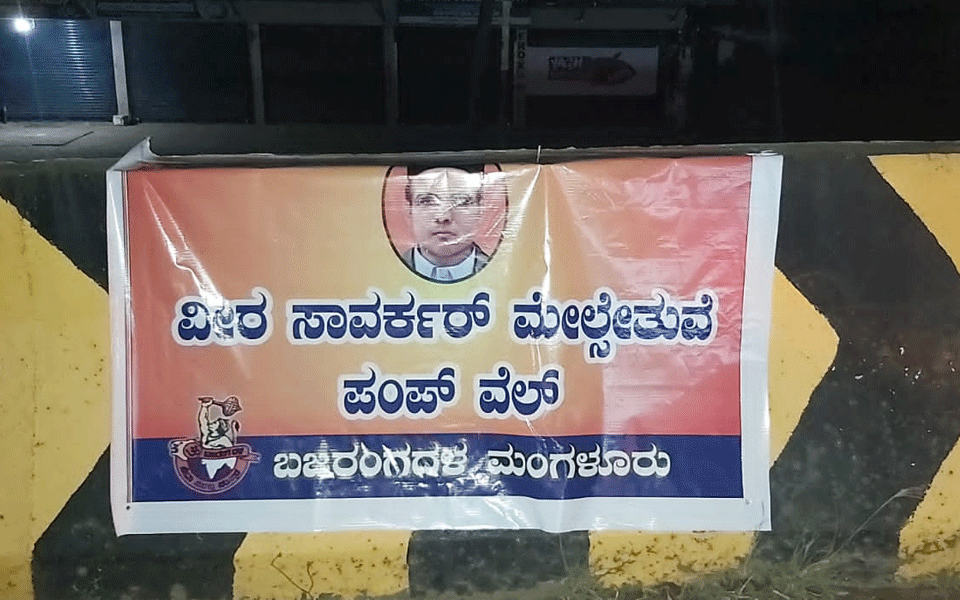 ವೀರ ಸಾವರ್ಕರ್ ಮೇಲ್ಸೇತುವೆ
ಪಂಪ್ ವೆಲ್
ಬಜರಂಗದಳ ಮಂಗಳೂರು